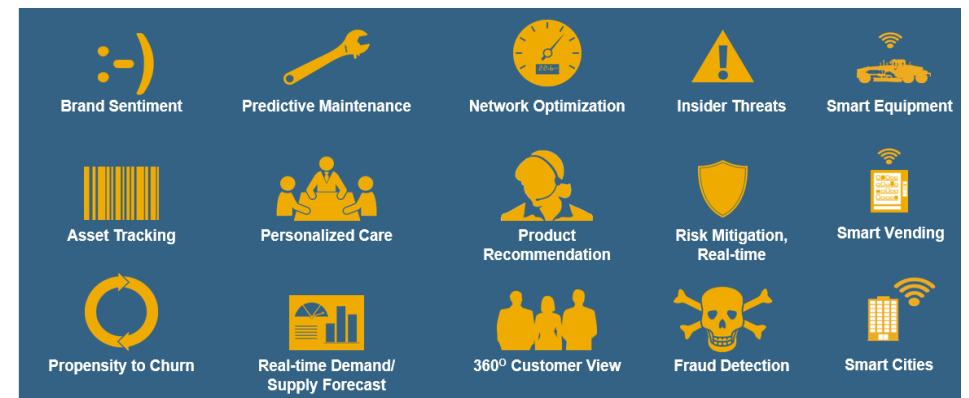 :-)
Brand Sentiment
Predictive Maintenance
Network Optimization
Insider Threats
Smart Equipment
Asset Tracking
Personalized Care
Product
Recommendation
Risk Mitigation,
Real-time
Smart Vending
Propensity to Churn
Real-time Demand/
Supply Forecast
360⁰ Customer View
Fraud Detection
Smart Cities